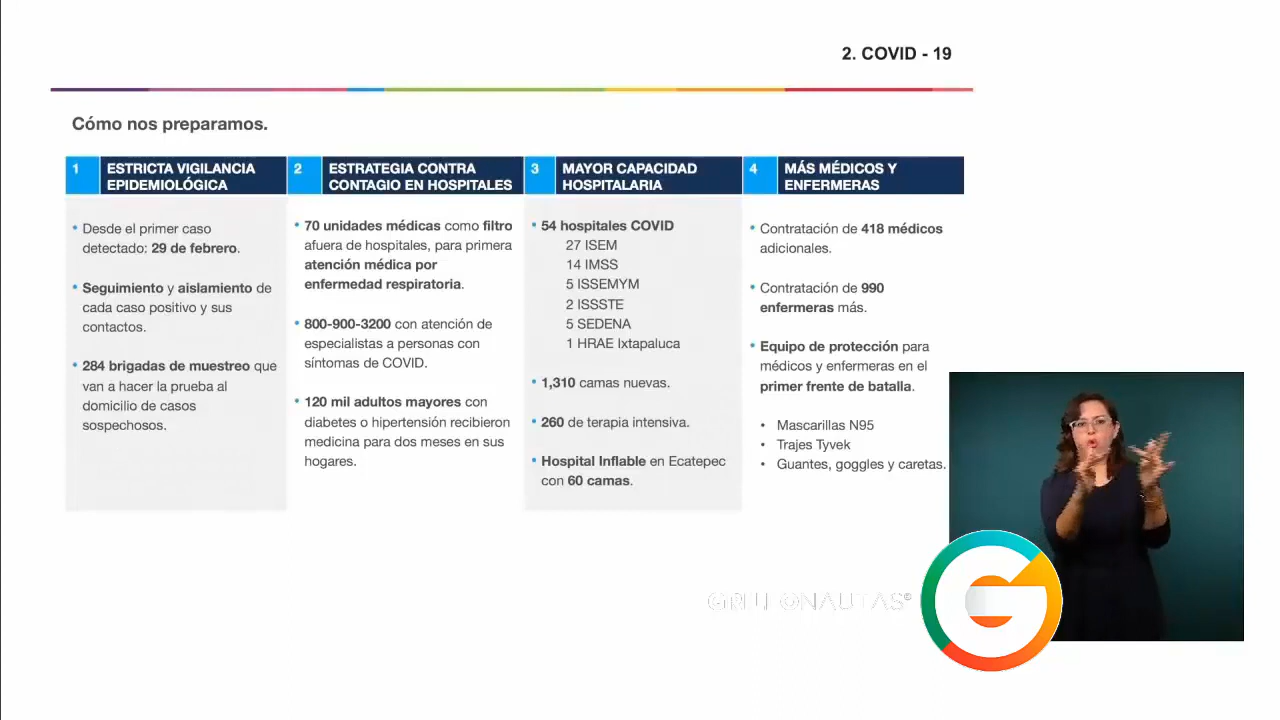 2. COVID - 19
Cómo nos preparamos.
1
ESTRICTA VIGILANCIA
EPIDEMIOLÓGICA
• Desde el primer caso
detectado: 29 de febrero.
• Seguimiento y aislamiento de
cada caso positivo y sus
contactos.
• 284 brigadas de muestreo que
van a hacer la prueba al
domicilio de casos
sospechosos.
2
ESTRATEGIA CONTRA
CONTAGIO EN HOSPITALES
• 70 unidades médicas como filtro
afuera de hospitales, para primera
atención médica por
enfermedad respiratoria.
• 800-900-3200 con atención de
especialistas a personas con
síntomas de COVID.
• 120 mil adultos mayores con
diabetes o hipertensión recibieron
medicina para dos meses en sus
hogares.
3
MAYOR CAPACIDAD
HOSPITALARIA
• 54 hospitales COVID
27 ISEM
14 IMSS
5 ISSEMYM
2 ISSSTE
5 SEDENA
1 HRAE Ixtapaluca
• 1,310 camas nuevas.
• 260 de terapia intensiva.
• Hospital Inflable en Ecatepec
con 60 camas.
4
MÁS MÉDICOS Y
ENFERMERAS
• Contratación de 418 médicos
adicionales.
• Contratación de 990
enfermeras más.
• Equipo de protección para
médicos y enfermeras en el
primer frente de batalla.
• Mascarillas N95
• Trajes Tyvek
• Guantes, goggles y caretas.
GRILLONAUTAS®
G